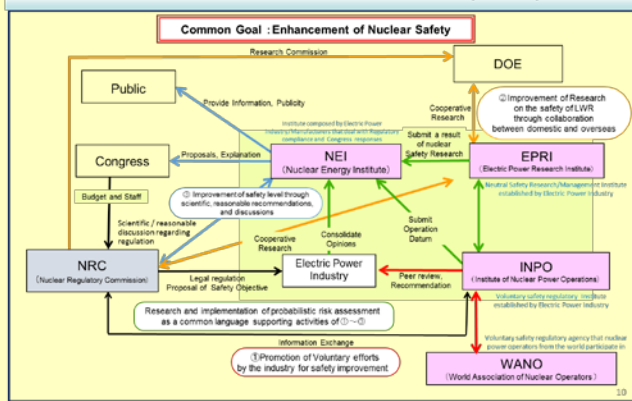 Common Goal : Enhancement of Nuclear Safety
Research Commission
DOE
Public
Provide Information, Publicity
Cooperative
Research
②Improvement of Research
on the safety of LWR
through collaboration
between domestic and overseas
Institute composed by Electric Power
Industry/Manufacturers that deal with Regulatory
compliance and Congress responses
Submit a result
of nuclear
Safety Research
Congress
Proposals, Explanation
NEI
(Nuclear Energy Institute)
EPRI
(Electric Power Research Institute)
Budget and Staff
③ Improvement of safety level through
scientific, reasonable recommendations,
and discussions
Neutral Safety Research/Management Institute
established by Electric Power Industry
Scientific / reasonable
discussion regarding
regulation
Cooperative
Research
Consolidate
Opinions
Submit
Operation
Datum
NRC
(Nuclear Regulatory Commission)
Legal regulation
Proposal of Safety Objective
Electric Power
Industry
Peer review,
Recommendation
INPO
(Institute of Nuclear Power Operations)
Voluntary safety regulatory Institute
established by Electric Power Industry
Research and implementation of probabilistic risk assessment
as a common language supporting activities of ①～③
Information Exchange
①Promotion of Voluntary efforts
by the industry for safety improvement
Voluntary safety regulatory agency that nuclear
power operators from the world participate in
WANO
(World Association of Nuclear Operators)
10